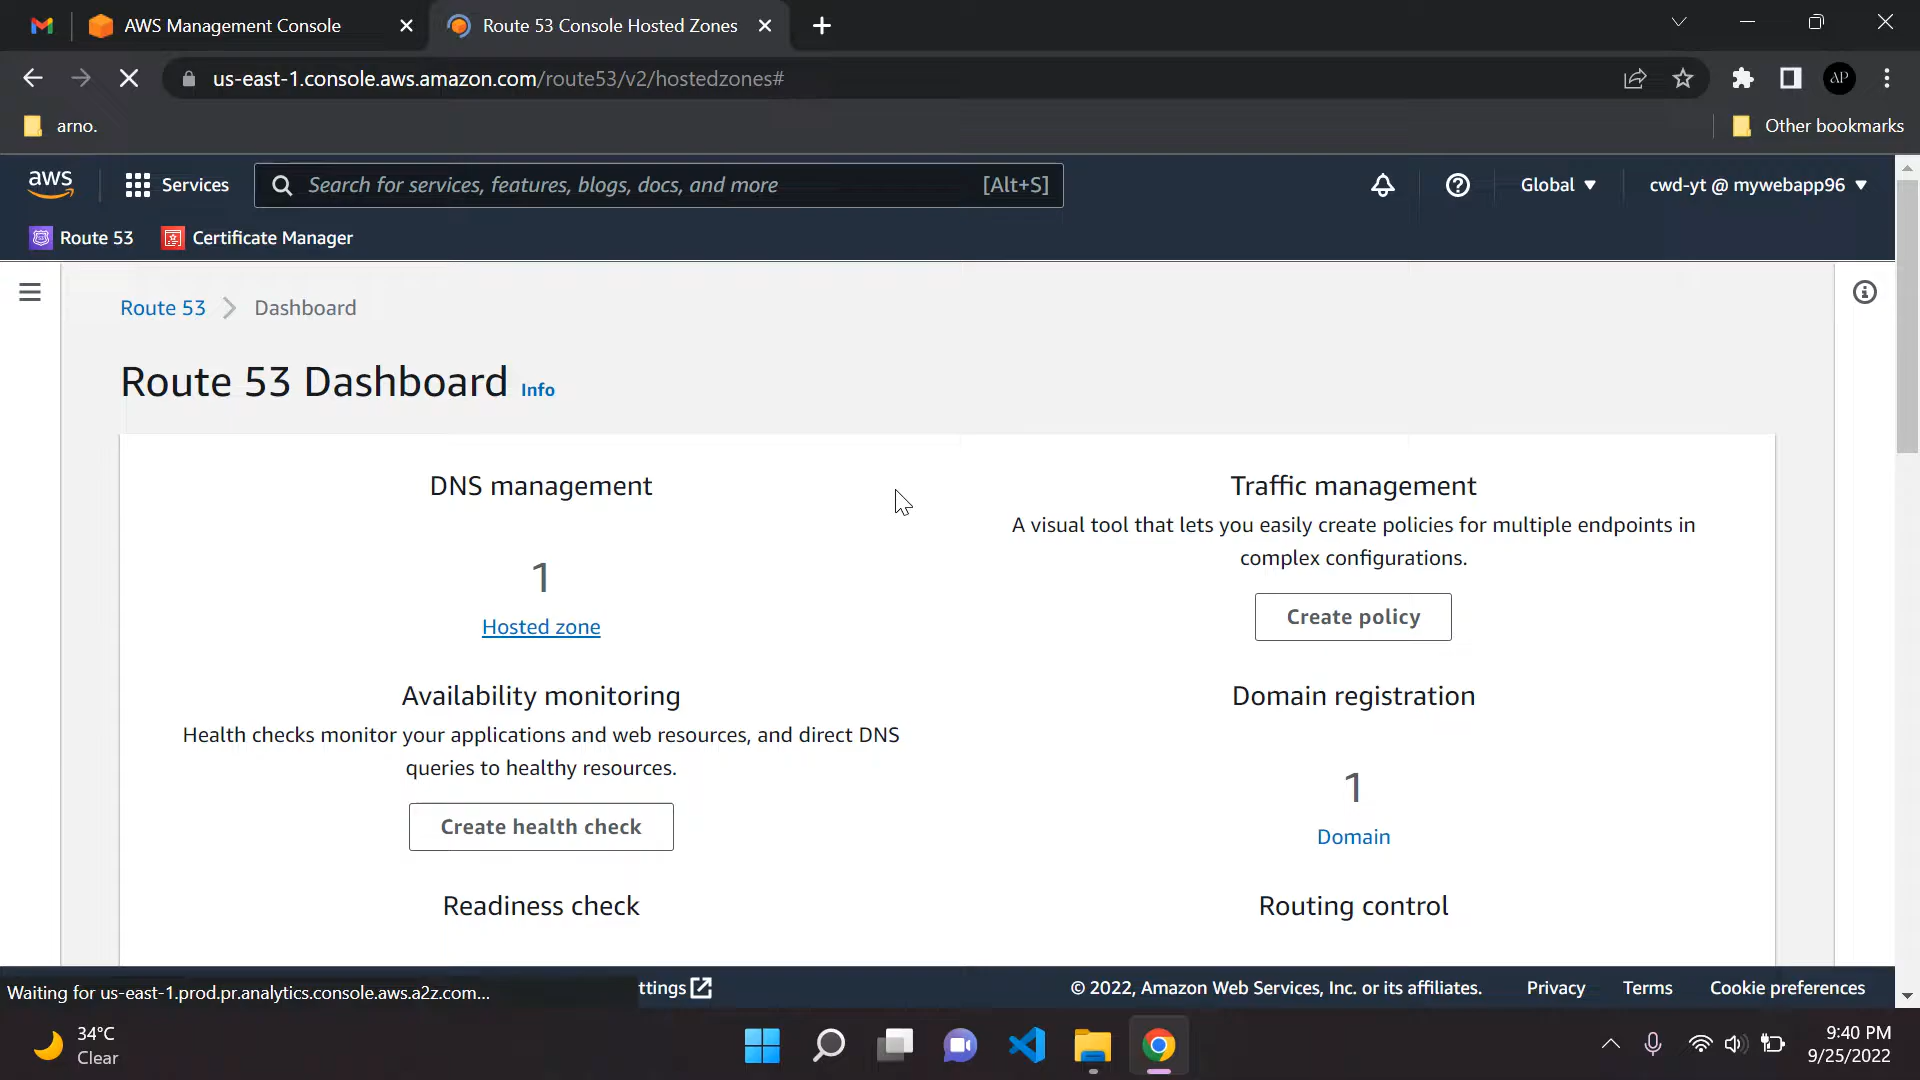 AWS Management Console
Route 53 Console Hosted Zones
us-east-1.console.aws.amazon.com/route53/v2/hostedzones#
AP
arno.
Other bookmarks
aws
Services
Search for services, features, blogs, docs, and more
[Alt+S]
Global
cwd-yt @ mywebapp96
Route 53
Certificate Manager
Route 53
Dashboard
Route 53 Dashboard
Info
DNS management
1
Hosted zone
Traffic management
A visual tool that lets you easily create policies for multiple endpoints in
complex configurations.
Create policy
Availability monitoring
Health checks monitor your applications and web resources, and direct DNS
queries to healthy resources.
Create health check
Domain registration
1
Domain
Readiness check
Routing control
Waiting for us-east-1.prod.pr.analytics.console.aws.a2z.com...
ttings
© 2022, Amazon Web Services, Inc. or its affiliates.
Privacy
Terms
Cookie preferences
34°C
Clear
9:40 PM
9/25/2022